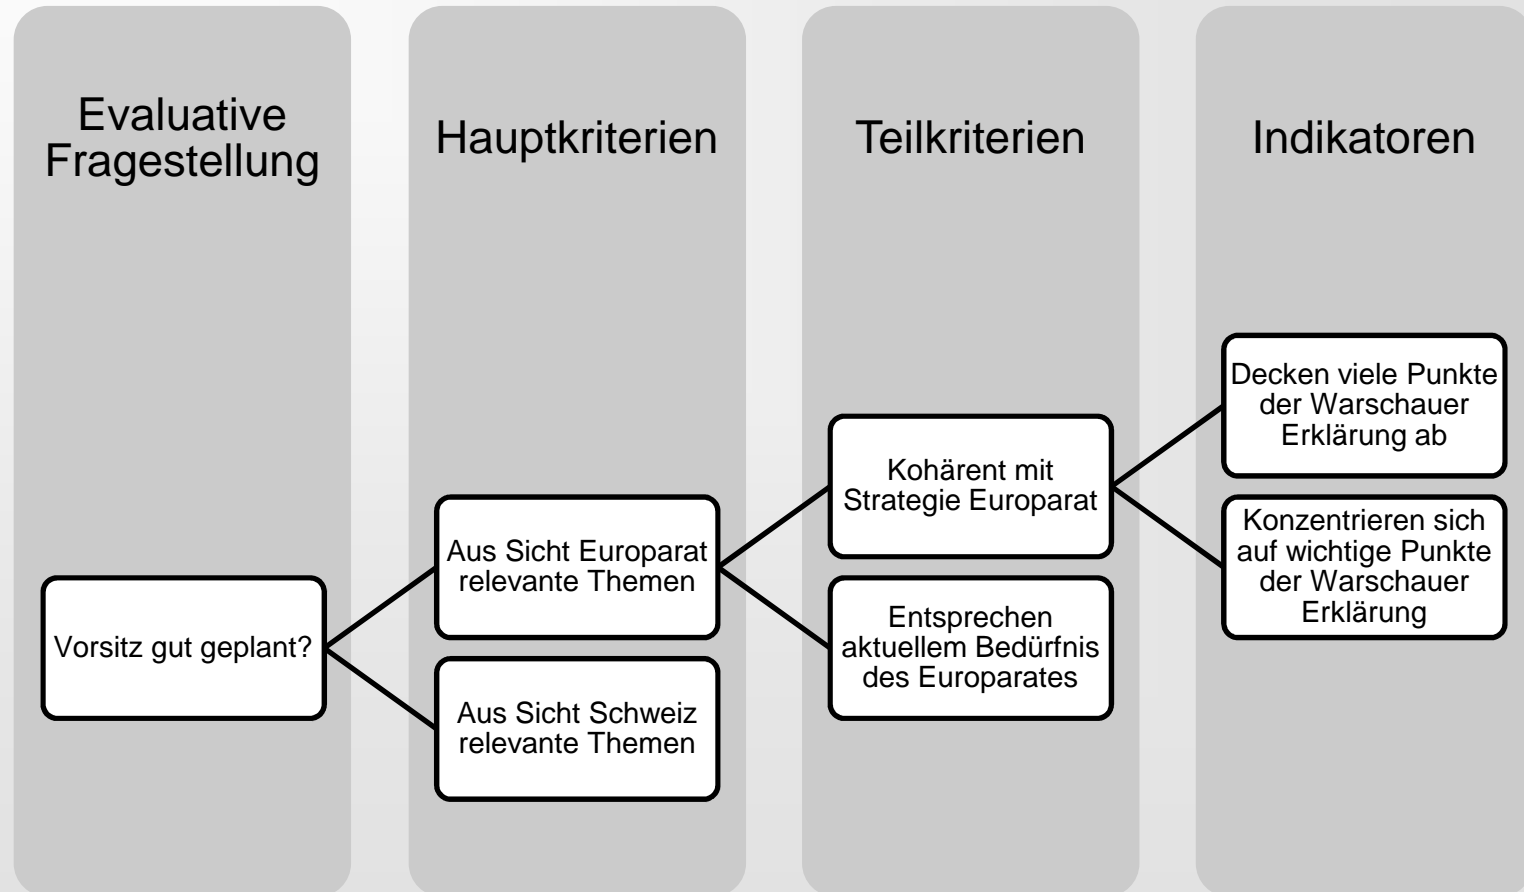 Evaluative
Fragestellung
Hauptkriterien
Teilkriterien
Indikatoren
Vorsitz gut geplant?
Aus Sicht Europarat
relevante Themen
Aus Sicht Schweiz
relevante Themen
Kohärent mit
Strategie Europarat
Entsprechen
aktuellem Bedürfnis
des Europarates
Decken viele Punkte
der Warschauer
Erklärung ab
Konzentrieren sich
auf wichtige Punkte
der Warschauer
Erklärung